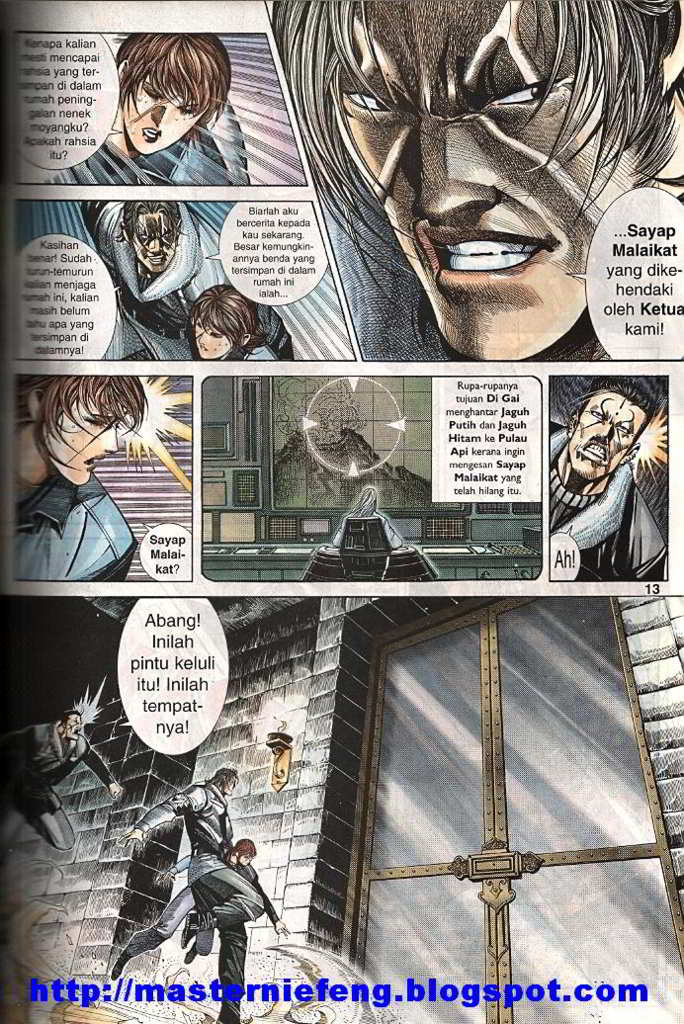 Kenapa kalian
mesti mencapai
rahsia yang ter-
simpan di dalam
rumah pening-
galan nenek
moyangku?
Apakah rahsia
itu?
...Sayap
Malaikat
yang dike-
hendaki
oleh Ketua
kami!
Kasihan
benar! Sudah
turun-temurun
kalian menjaga
rumah ini, kalian
masih belum
tahu apa yang
tersimpan di
dalamnya!
Biarlah aku
bercerita kepada
kau sekarang.
Besar kemungkin-
annya benda yang
tersimpan di dalam
rumah ini
ialah...
Sayap
Malai-
kat?
Rupa-rupanya
tujuan Di Gai
menghantar Jaguh
Putih dan Jaguh
Hitam ke Pulau
Api kerana ingin
mengesan Sayap
Malaikat yang
telah hilang itu.
Ah!
13
Abang!
Inilah
pintu keluli
itu! Inilah
tempat-
nya!
http://masterniefeng.blogspot.com